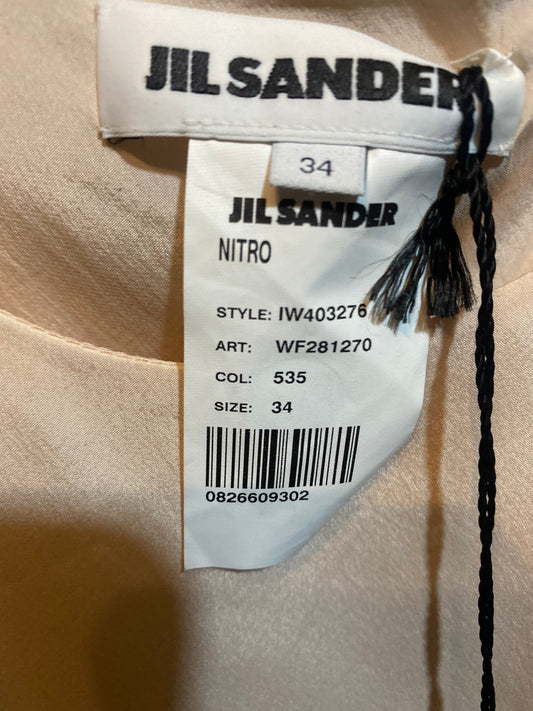 JIL SANDER
34
JIL SANDER
NITRO
STYLE: IW403276
ART: WF281270
COL: 535
SIZE: 34
0826609302